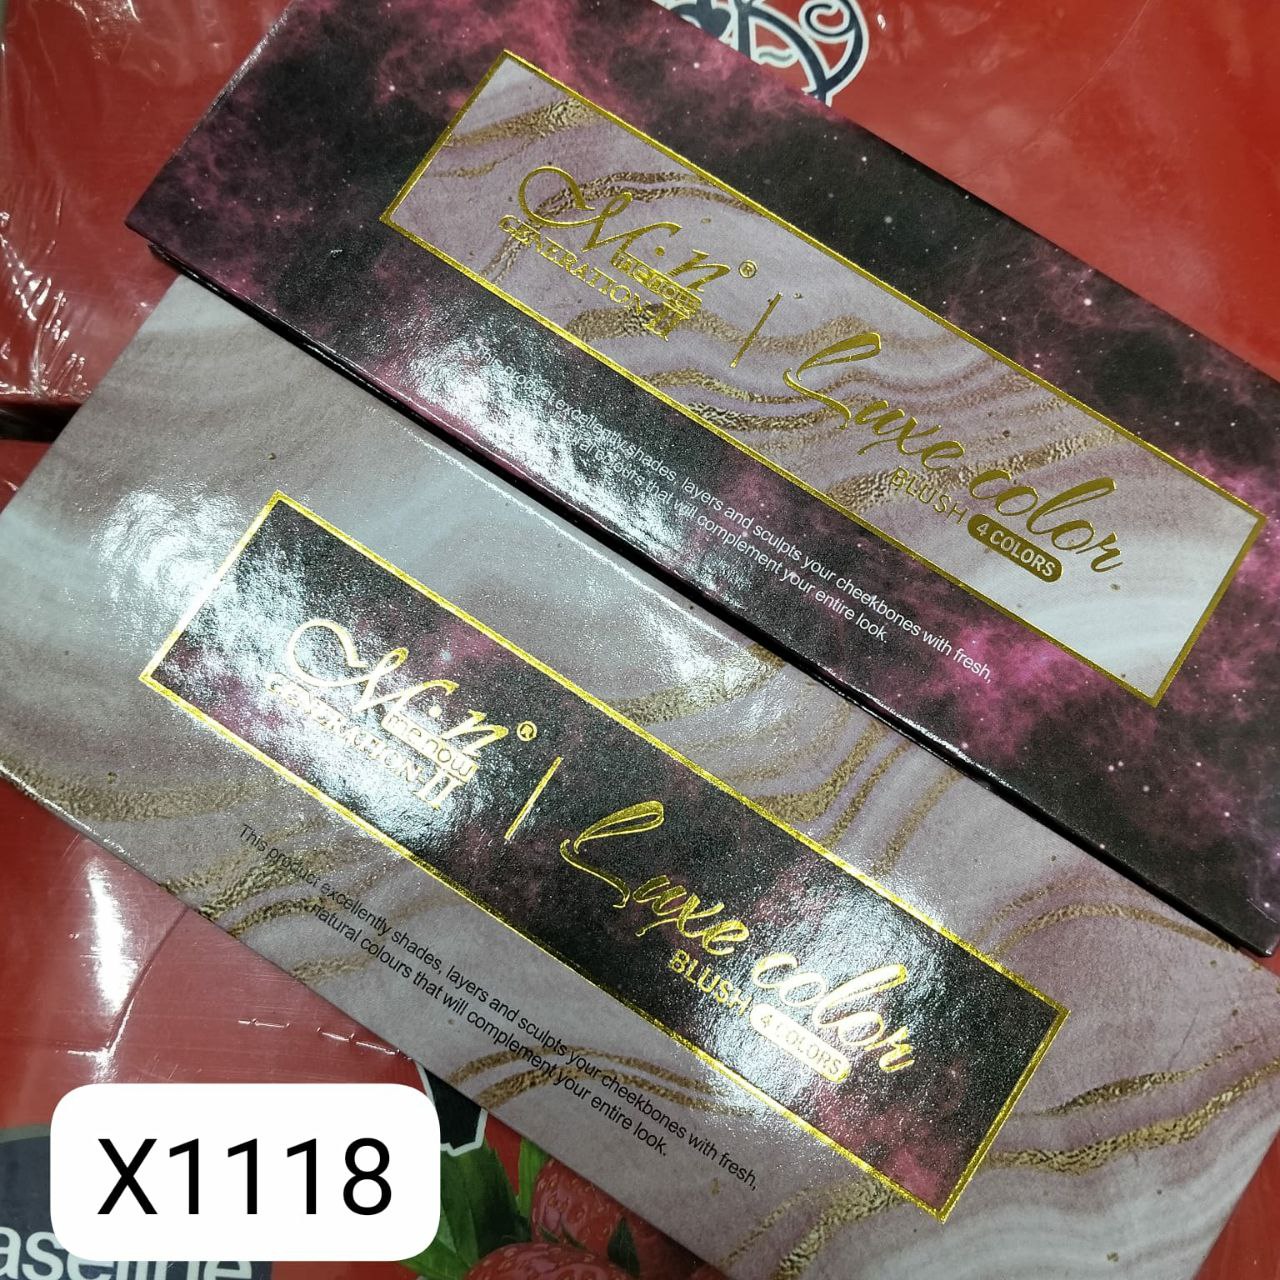 M·n®
menow
GENERATION-II
Luxe color
BLUSH 4 COLORS
This product excellently shades, layers and sculpts your cheekbones with fresh,
natural colours that will complement your entire look.
M·n®
menow
GENERATION-II
Luxe color
BLUSH 4 COLORS
This product excellently shades, layers and sculpts your cheekbones with fresh,
natural colours that will complement your entire look.
X1118
aseline